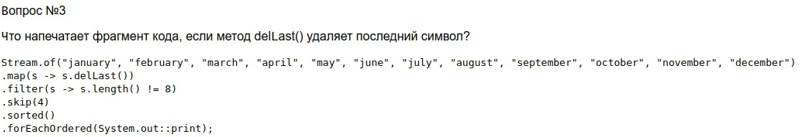 Вопрос №3
Что напечатает фрагмент кода, если метод delLast() удаляет последний символ?
Stream.of("january", "february", "march", "april", "may", "june", "july", "august", "september", "october", "november", "december")
.map(s -> s.delLast())
.filter(s -> s.length() != 8)
.skip(4)
.sorted()
.forEachOrdered(System.out::print);